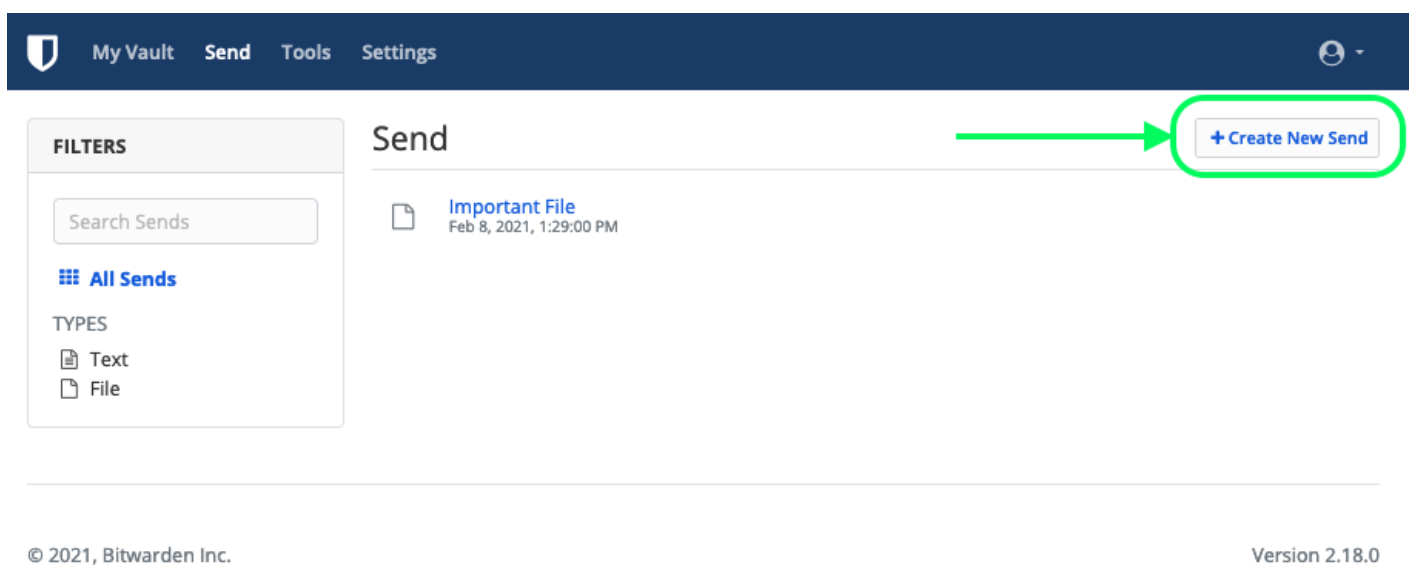 My Vault Send Tools Settings
FILTERS
Search Sends
All Sends
TYPES
Text
File
Send
+ Create New Send
Important File
Feb 8, 2021, 1:29:00 PM
© 2021, Bitwarden Inc.
Version 2.18.0